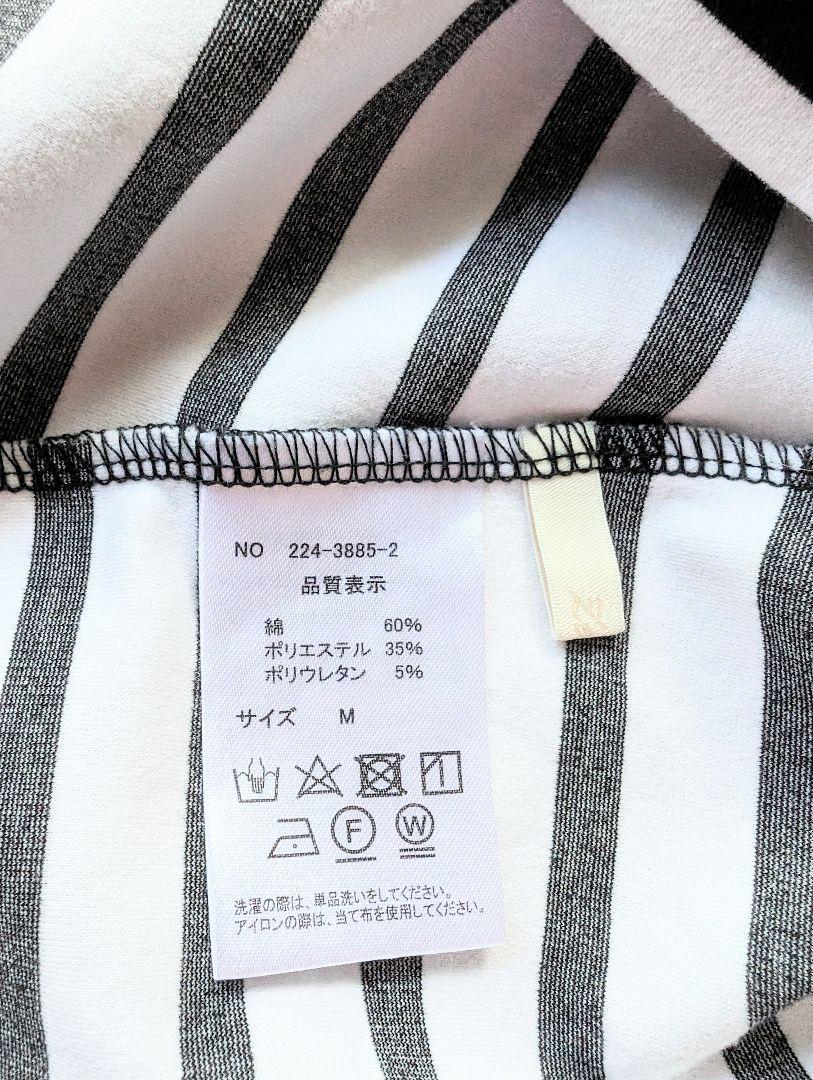 NO 224-3885-2
品質表示
綿 60%
ポリエステル 35%
ポリウレタン 5%
サイズ M
F
W
洗濯の際は、単品洗いをしてください。
アイロンの際は、当て布を使用してください。